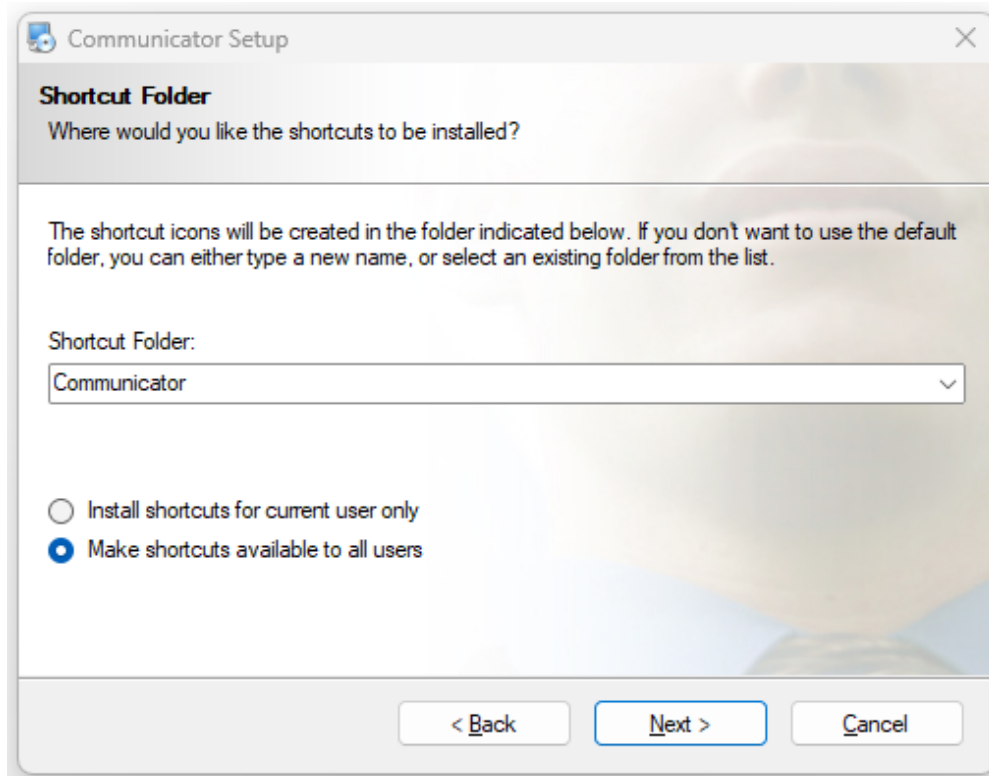 Communicator Setup
Shortcut Folder
Where would you like the shortcuts to be installed?
The shortcut icons will be created in the folder indicated below. If you don't want to use the default
folder, you can either type a new name, or select an existing folder from the list.
Shortcut Folder:
Communicator
Install shortcuts for current user only
Make shortcuts available to all users
< Back
Next >
Cancel